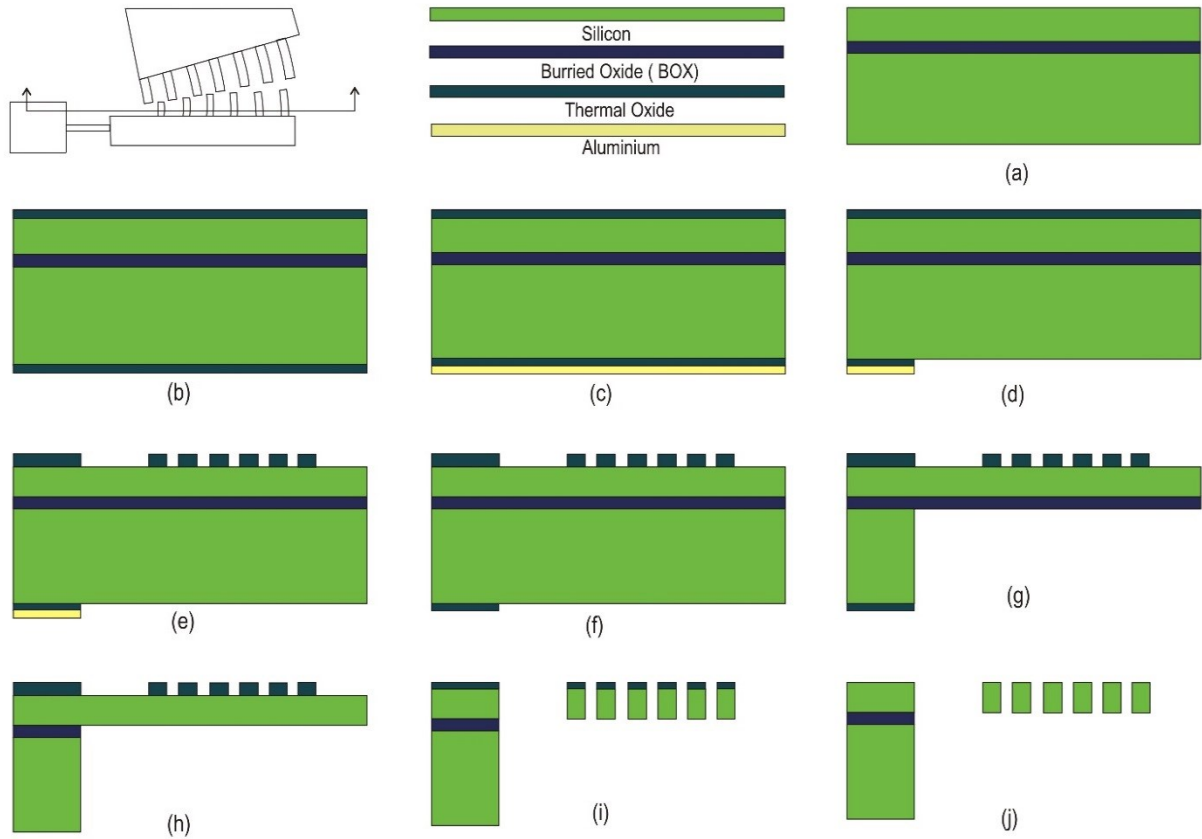 Silicon
Burried Oxide ( BOX)
Thermal Oxide
Aluminium
(a)
(b)
(c)
(d)
(e)
(f)
(g)
(h)
(i)
(j)